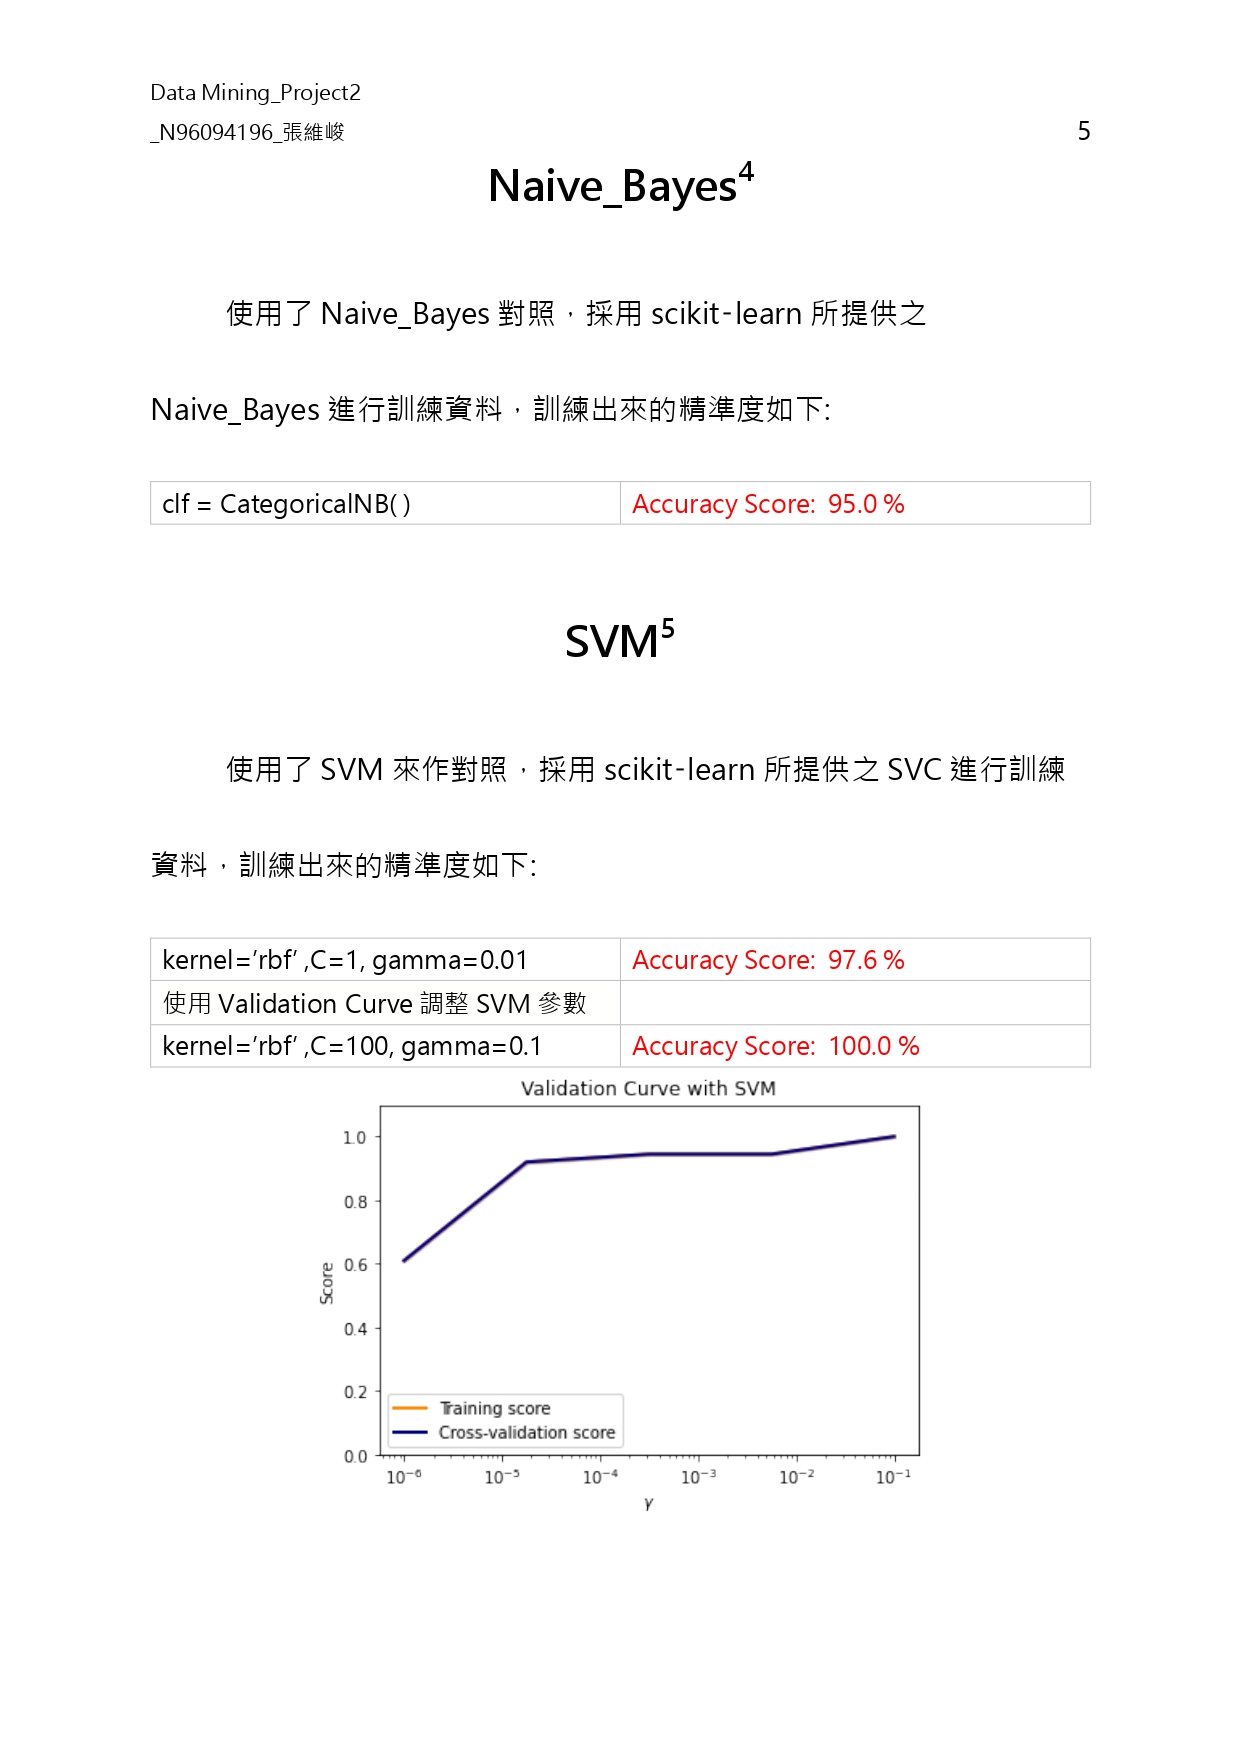 Data Mining_Project2
_N96094196_張維峻
5
Naive_Bayes4
使用了 Naive_Bayes 對照，採用 scikit-learn 所提供之
Naive_Bayes 進行訓練資料，訓練出來的精準度如下:
clf = CategoricalNB( )
Accuracy Score: 95.0 %
SVM5
使用了 SVM 來作對照，採用 scikit-learn 所提供之 SVC 進行訓練
資料，訓練出來的精準度如下:
kernel=’rbf’ ,C=1, gamma=0.01
Accuracy Score: 97.6 %
使用 Validation Curve 調整 SVM 參數
kernel=’rbf’ ,C=100, gamma=0.1
Accuracy Score: 100.0 %
Validation Curve with SVM
1.0
0.8
0.6
0.4
0.2
0.0
Score
Training score
Cross-validation score
10⁻⁶ 10⁻⁵ 10⁻⁴ 10⁻³ 10⁻² 10⁻¹
γ